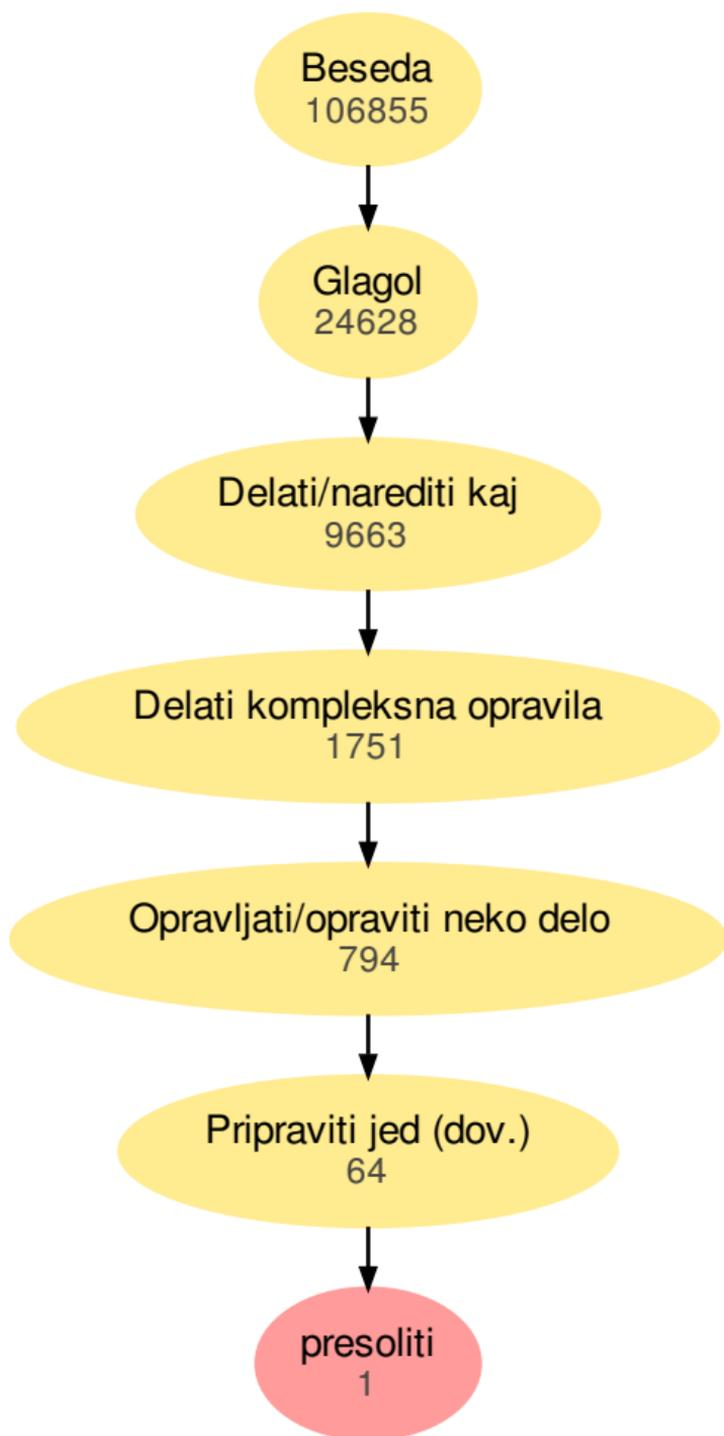 Beseda
106855
Glagol
24628
Delati/narediti kaj
9663
Delati kompleksna opravila
1751
Opravljati/opraviti neko delo
794
Pripraviti jed (dov.)
64
presoliti
1